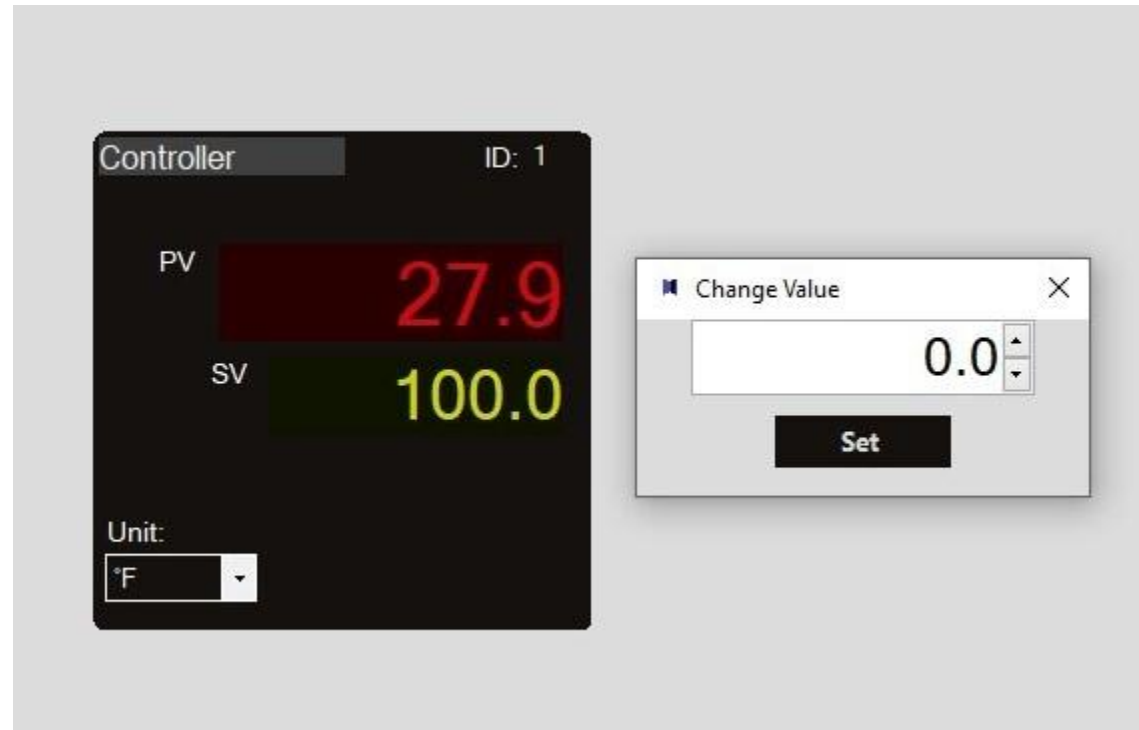 Controller ID: 1
PV 27.9
SV 100.0
Unit:
°F
Change Value
0.0
Set